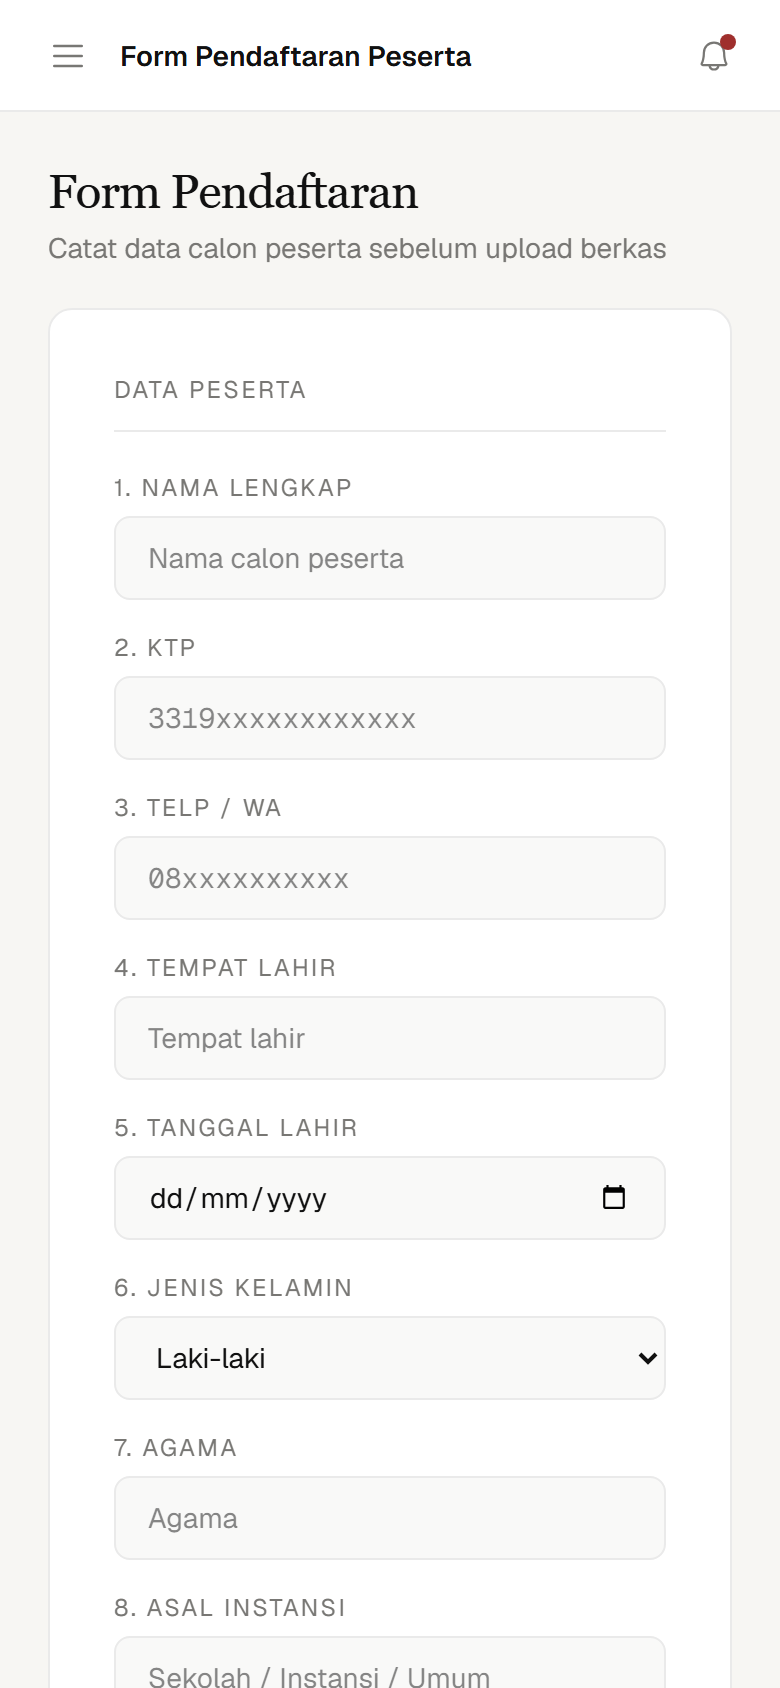 Form Pendaftaran Peserta
Form Pendaftaran
Catat data calon peserta sebelum upload berkas
DATA PESERTA
1. NAMA LENGKAP
Nama calon peserta
2. KTP
3319xxxxxxxxxxxx
3. TELP / WA
08xxxxxxxxxx
4. TEMPAT LAHIR
Tempat lahir
5. TANGGAL LAHIR
dd/mm/yyyy
6. JENIS KELAMIN
Laki-laki
7. AGAMA
Agama
8. ASAL INSTANSI
Sekolah / Instansi / Umum